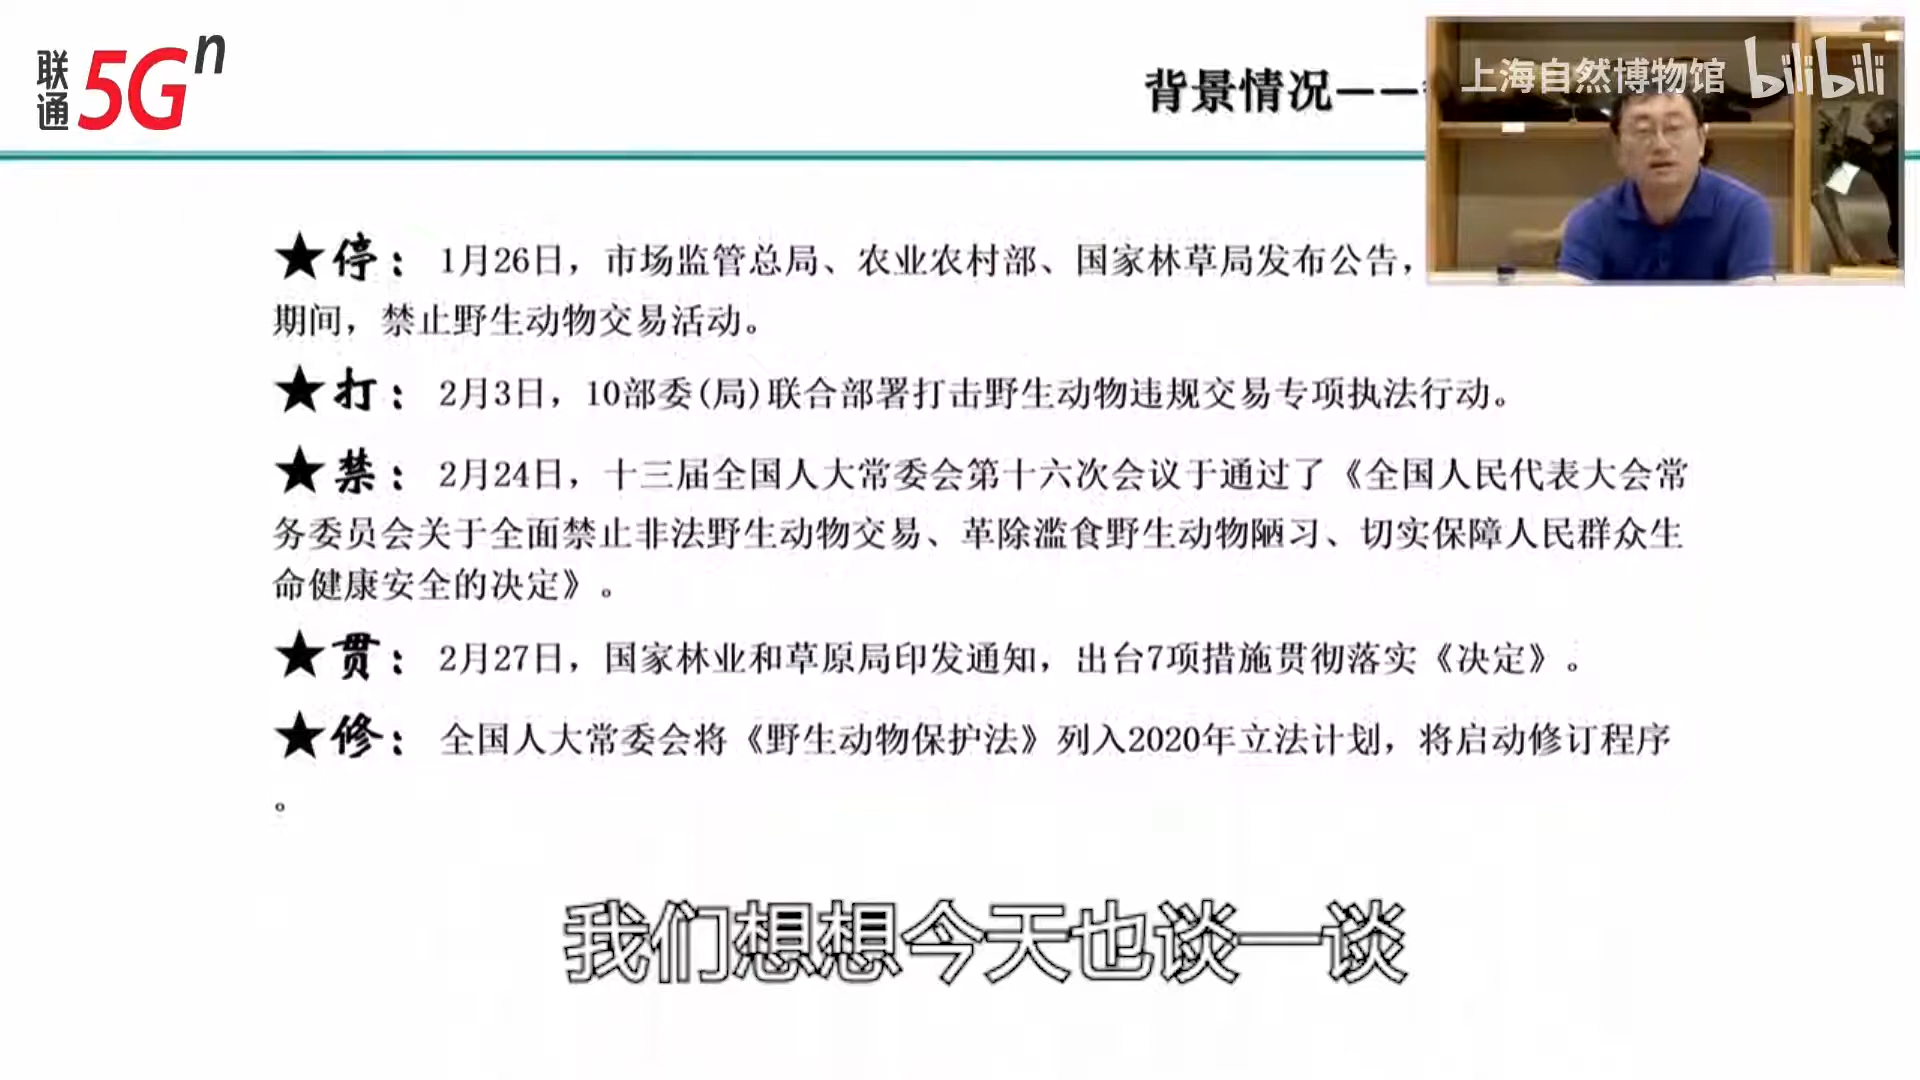 联通 5Gn
背景情况——
上海自然博物馆 bilibili
★停：1月26日，市场监管总局、农业农村部、国家林草局发布公告，
期间，禁止野生动物交易活动。
★打：2月3日，10部委(局)联合部署打击野生动物违规交易专项执法行动。
★禁：2月24日，十三届全国人大常委会第十六次会议于通过了《全国人民代表大会常
务委员会关于全面禁止非法野生动物交易、革除滥食野生动物陋习、切实保障人民群众生
命健康安全的决定》。
★贯：2月27日，国家林业和草原局印发通知，出台7项措施贯彻落实《决定》。
★修：全国人大常委会将《野生动物保护法》列入2020年立法计划，将启动修订程序
。
我们想想今天也谈一谈